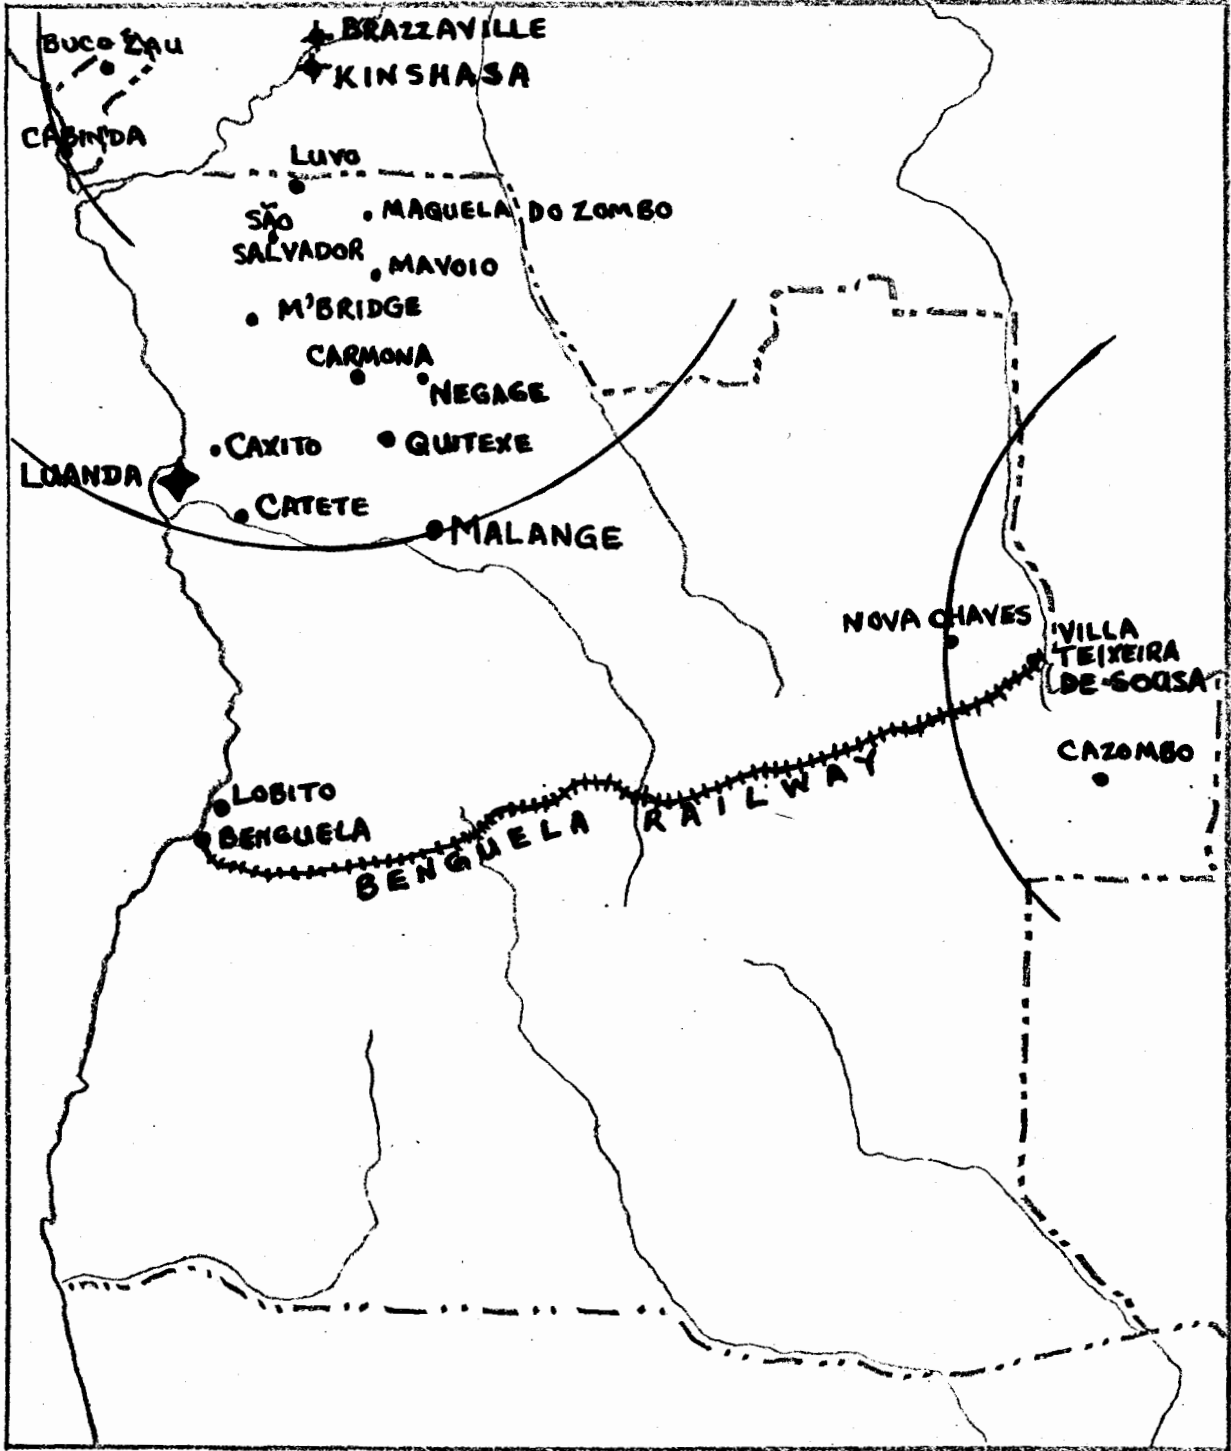 BRAZZAVILLE
BUCO ZAU
KINSHASA
CABINDA
LUVO
MAQUELA DO ZOMBO
SÃO
SALVADOR
MAVOIO
M'BRIDGE
CARMONA
NEGAGE
CAXITO
QUITEXE
LUANDA
CATETE
MALANGE
NOVA CHAVES
VILLA
TEIXEIRA
DE SOUSA
CAZOMBO
LOBITO
BENGUELA
BENGUELA RAILWAY